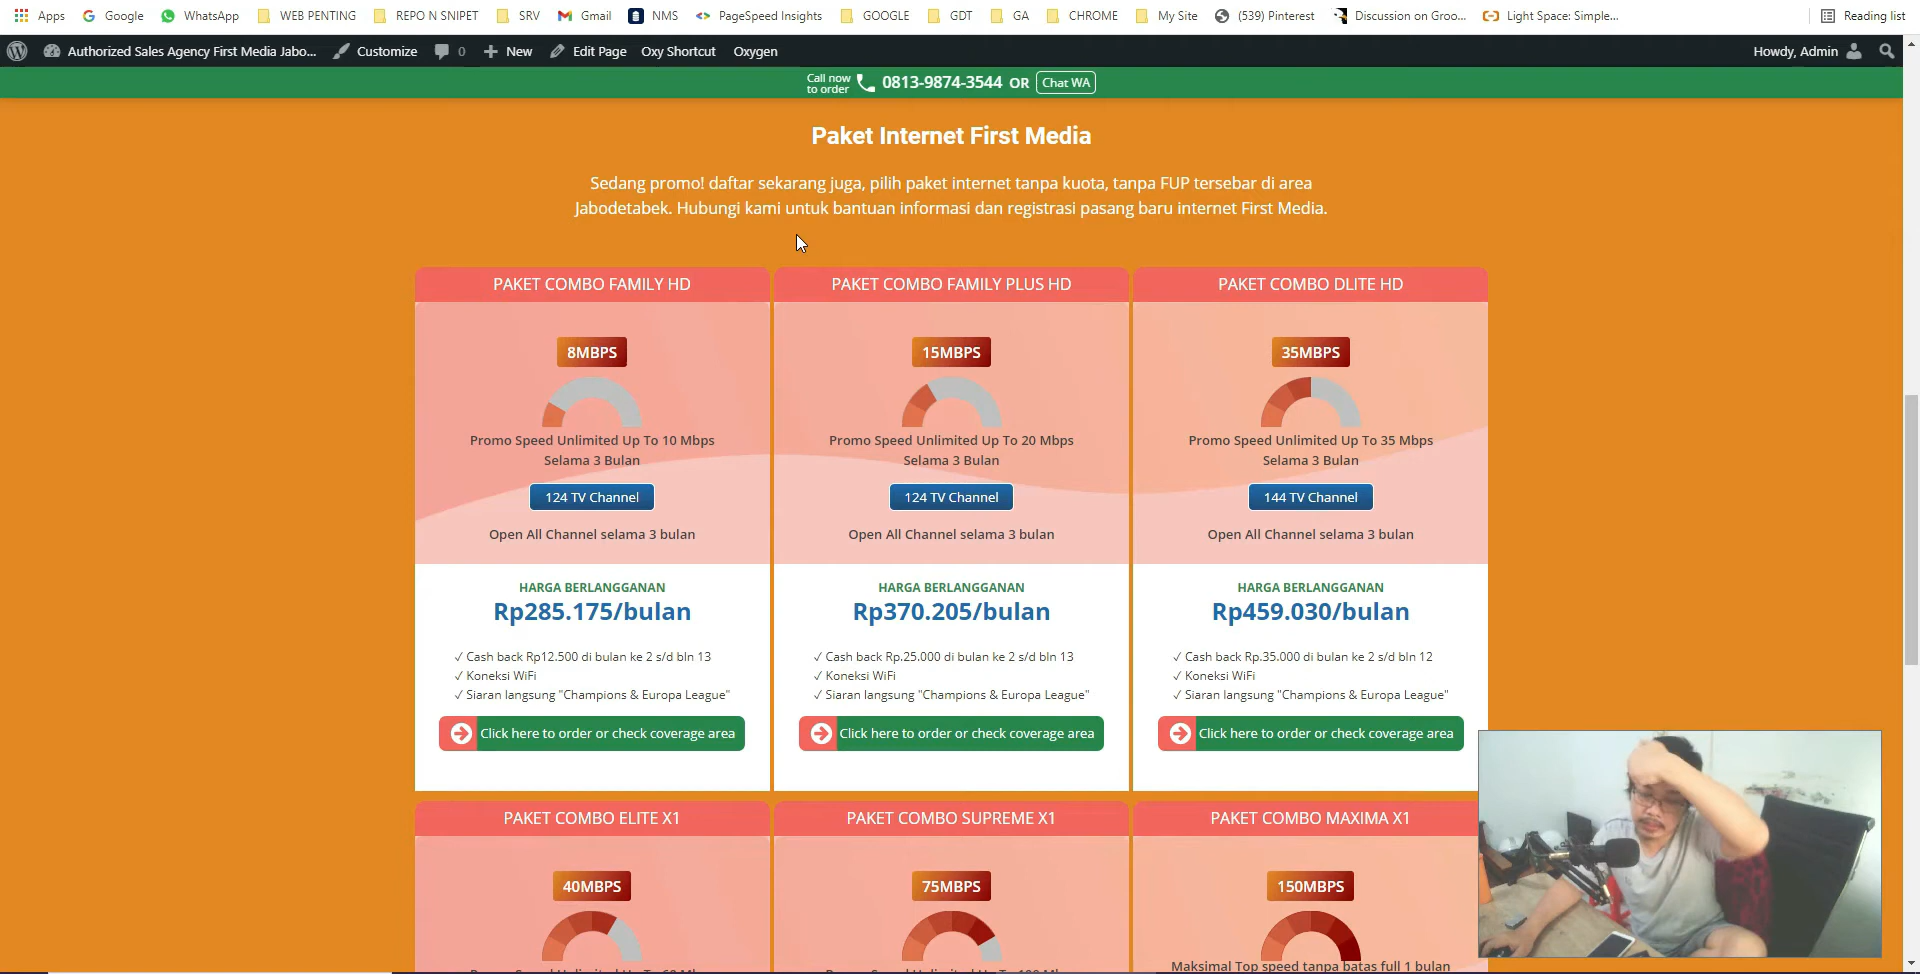 Apps Google WhatsApp WEB PENTING REPO N SNIPET SRV Gmail NMS PageSpeed Insights GOOGLE GDT GA CHROME My Site (539) Pinterest Discussion on Groo... Light Space: Simple... Reading list
Authorized Sales Agency First Media Jabo... Customize 0 New Edit Page Oxy Shortcut Oxygen Howdy, Admin
Call now
to order 0813-9874-3544 OR Chat WA
Paket Internet First Media
Sedang promo! daftar sekarang juga, pilih paket internet tanpa kuota, tanpa FUP tersebar di area
Jabodetabek. Hubungi kami untuk bantuan informasi dan registrasi pasang baru internet First Media.
PAKET COMBO FAMILY HD
8MBPS
Promo Speed Unlimited Up To 10 Mbps
Selama 3 Bulan
124 TV Channel
Open All Channel selama 3 bulan
HARGA BERLANGGANAN
Rp285.175/bulan
✓ Cash back Rp12.500 di bulan ke 2 s/d bln 13
✓ Koneksi WiFi
✓ Siaran langsung "Champions & Europa League"
Click here to order or check coverage area
PAKET COMBO FAMILY PLUS HD
15MBPS
Promo Speed Unlimited Up To 20 Mbps
Selama 3 Bulan
124 TV Channel
Open All Channel selama 3 bulan
HARGA BERLANGGANAN
Rp370.205/bulan
✓ Cash back Rp.25.000 di bulan ke 2 s/d bln 13
✓ Koneksi WiFi
✓ Siaran langsung "Champions & Europa League"
Click here to order or check coverage area
PAKET COMBO DLITE HD
35MBPS
Promo Speed Unlimited Up To 35 Mbps
Selama 3 Bulan
144 TV Channel
Open All Channel selama 3 bulan
HARGA BERLANGGANAN
Rp459.030/bulan
✓ Cash back Rp.35.000 di bulan ke 2 s/d bln 12
✓ Koneksi WiFi
✓ Siaran langsung "Champions & Europa League"
Click here to order or check coverage area
PAKET COMBO ELITE X1
40MBPS
PAKET COMBO SUPREME X1
75MBPS
PAKET COMBO MAXIMA X1
150MBPS
Maksimal Top speed tanpa batas full 1 bulan